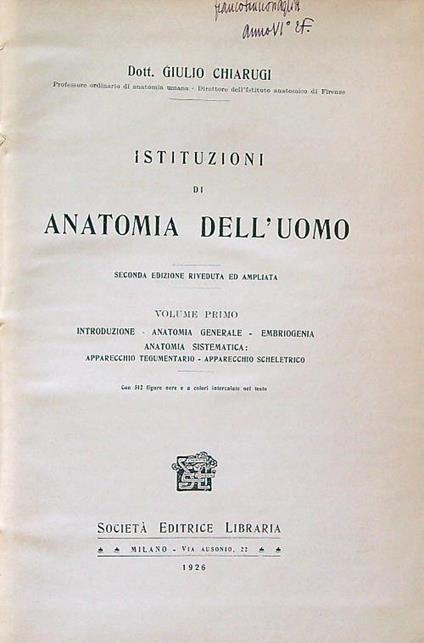 anno VI° EF.
Dott. GIULIO CHIARUGI
Professore ordinario di anatomia umana - Direttore dell'Istituto anatomico di Firenze
ISTITUZIONI
DI
ANATOMIA DELL'UOMO
SECONDA EDIZIONE RIVEDUTA ED AMPLIATA
VOLUME PRIMO
INTRODUZIONE - ANATOMIA GENERALE - EMBRIOGENIA
ANATOMIA SISTEMATICA:
APPARECCHIO TEGUMENTARIO - APPARECCHIO SCHELETRICO
Con 512 figure nere e a colori intercalate nel testo
SOCIETÀ EDITRICE LIBRARIA
MILANO - VIA AUSONIO, 22
1926